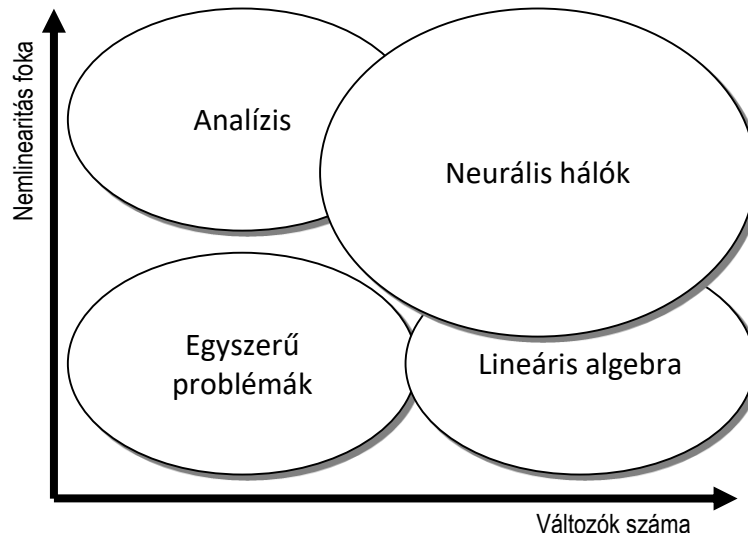 Nemlinearitás foka
Analízis
Neurális hálók
Egyszerű
problémák
Lineáris algebra
Változók száma